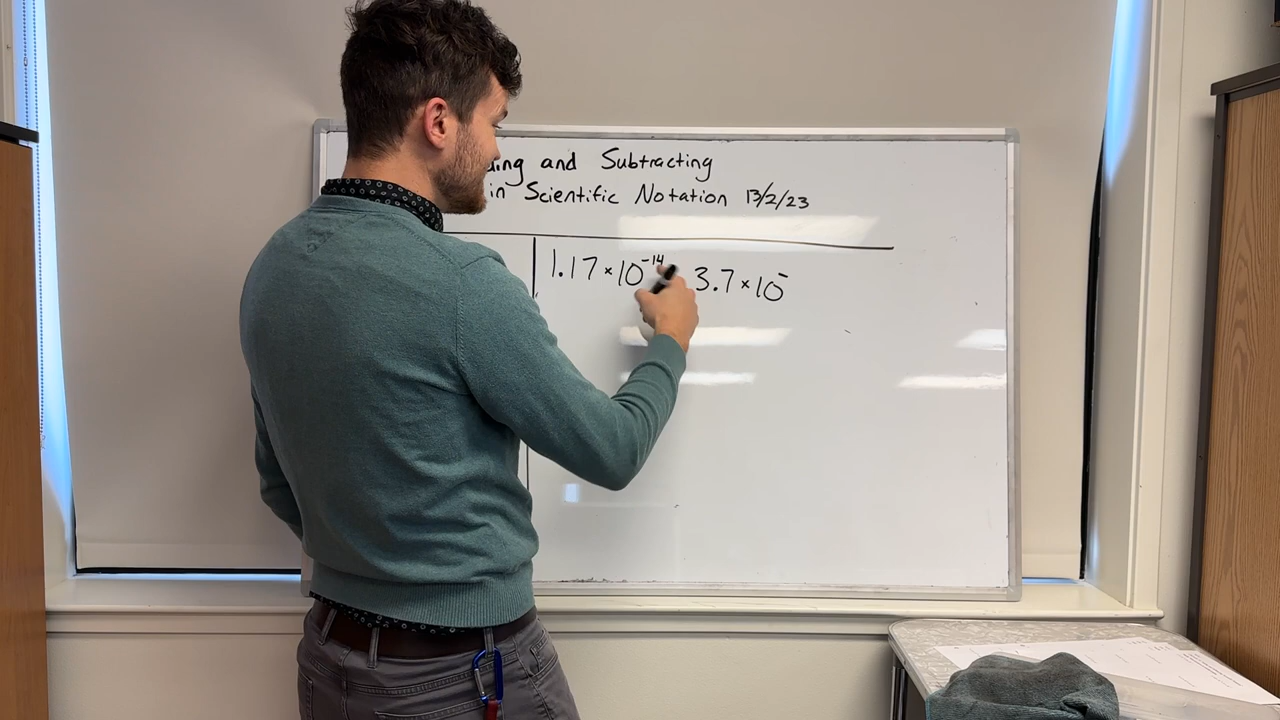 ing and Subtracting
in Scientific Notation 13/2/23
1.17 × 10⁻¹⁴ 3.7 × 10⁻